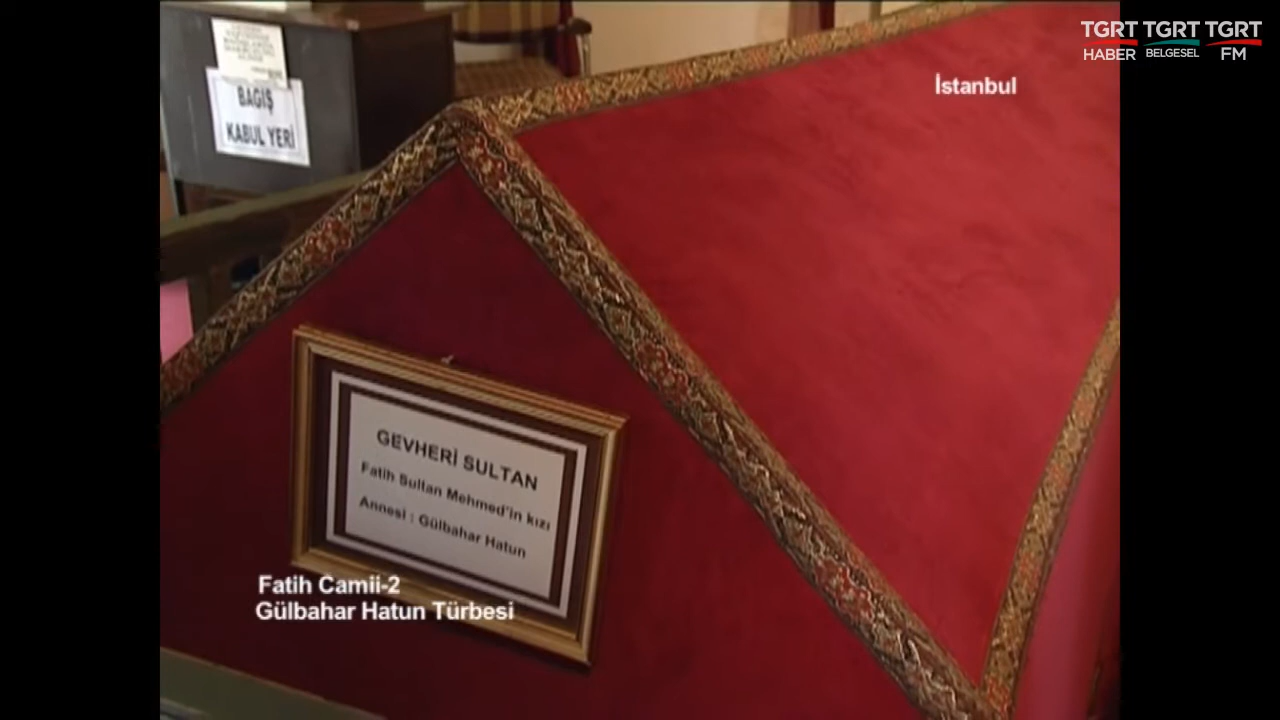 TGRT TGRT TGRT
HABER BELGESEL FM
İstanbul
BAĞIŞ
KABUL YERİ
GEVHERİ SULTAN
Fatih Sultan Mehmed'in kızı
Annesi : Gülbahar Hatun
Fatih Camii-2
Gülbahar Hatun Türbesi